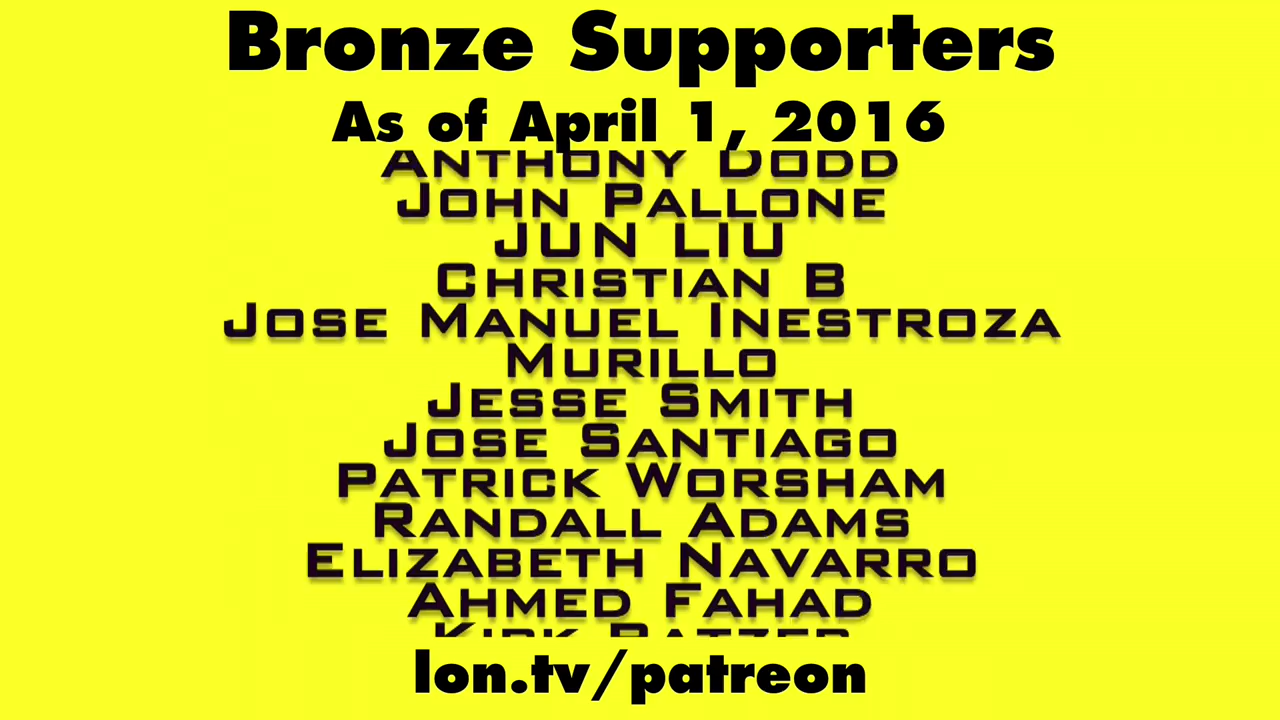 Bronze Supporters
As of April 1, 2016
Anthony Dodd
John Pallone
Jun Liu
Christian B
Jose Manuel Inestroza
Murillo
Jesse Smith
Jose Santiago
Patrick Worsham
Randall Adams
Elizabeth Navarro
Ahmed Fahad
Kirk
lon.tv/patreon